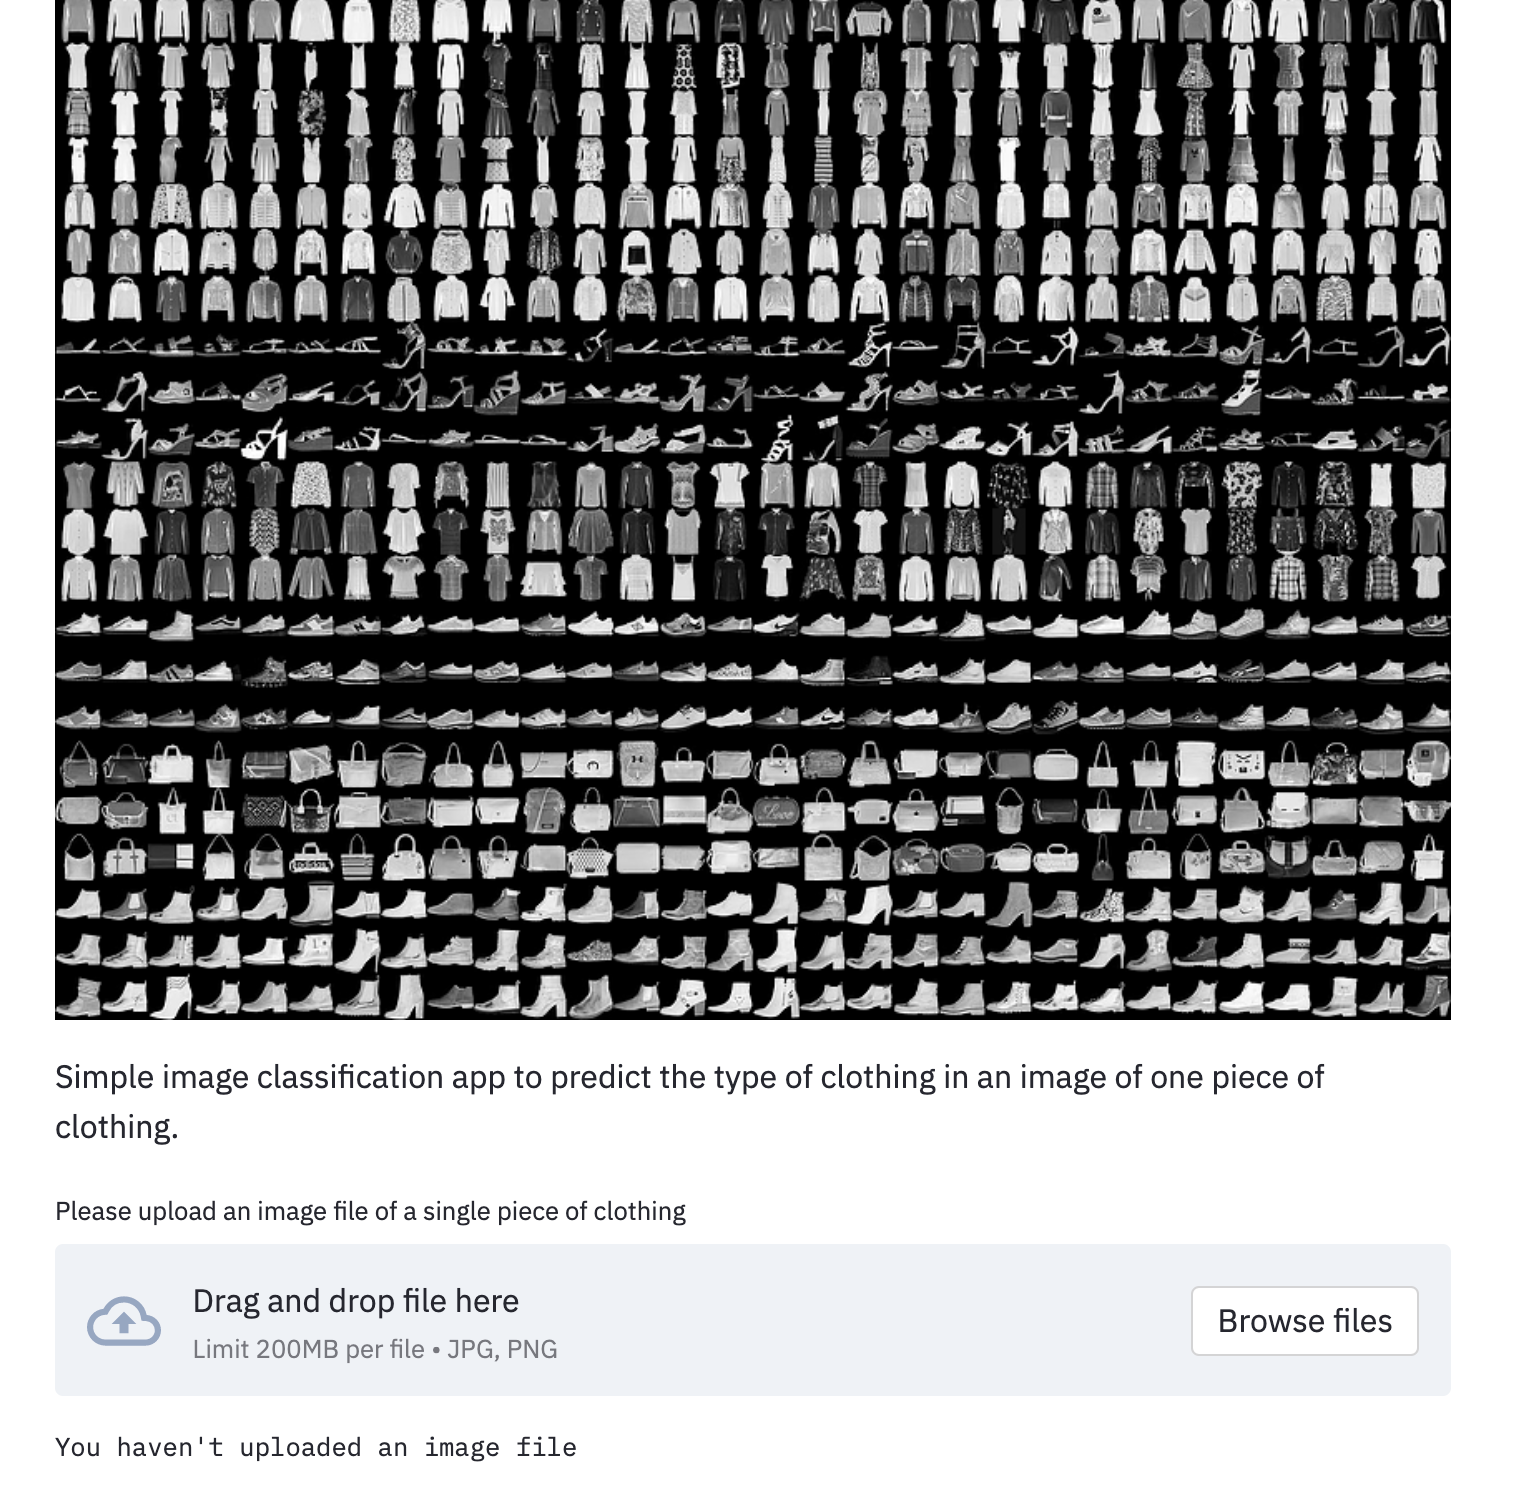 Simple image classification app to predict the type of clothing in an image of one piece of
clothing.
Please upload an image file of a single piece of clothing
Drag and drop file here
Limit 200MB per file • JPG, PNG
Browse files
You haven't uploaded an image file